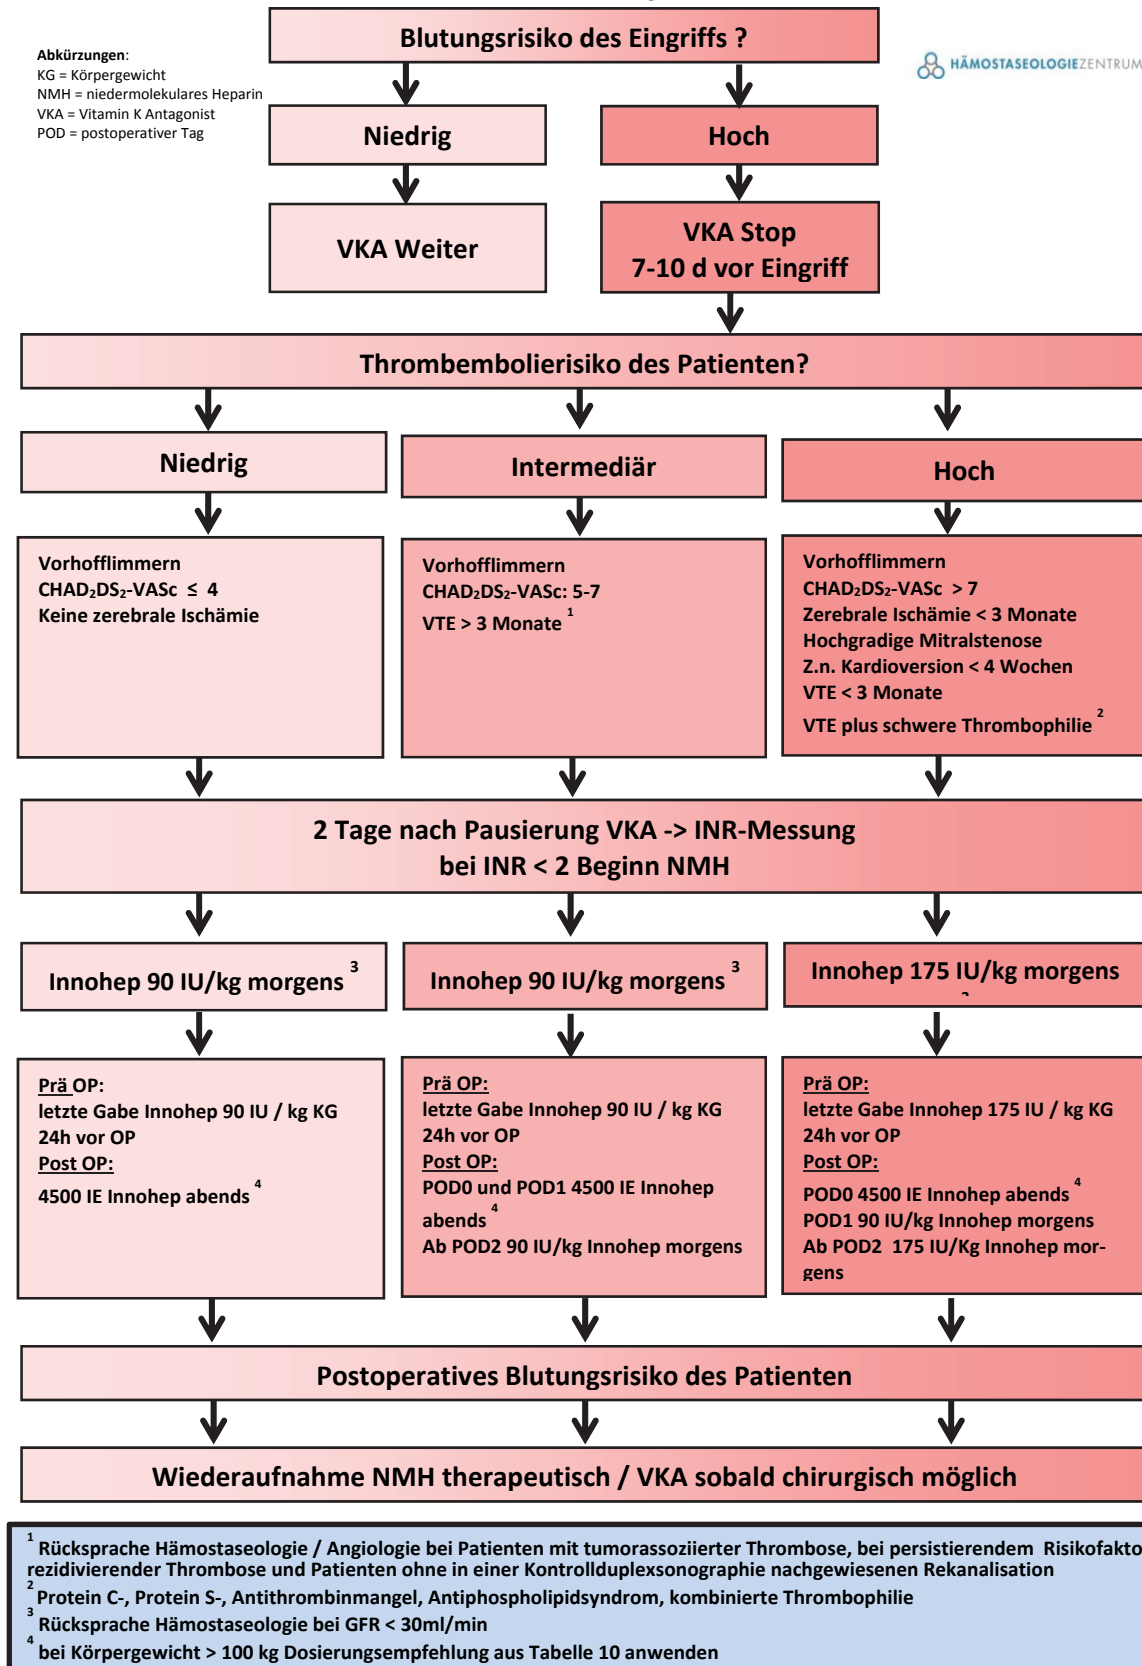 Blutungsrisiko des Eingriffs ?
Abkürzungen:
KG = Körpergewicht
NMH = niedermolekulares Heparin
VKA = Vitamin K Antagonist
POD = postoperativer Tag
HÄMOSTASEOLOGIEZENTRUM
Niedrig
Hoch
VKA Weiter
VKA Stop
7-10 d vor Eingriff
Thrombembolierisiko des Patienten?
Niedrig
Intermediär
Hoch
Vorhofflimmern
CHAD₂DS₂-VASc ≤ 4
Keine zerebrale Ischämie
Vorhofflimmern
CHAD₂DS₂-VASc: 5-7
VTE > 3 Monate ¹
Vorhofflimmern
CHAD₂DS₂-VASc > 7
Zerebrale Ischämie < 3 Monate
Hochgradige Mitralstenose
Z.n. Kardioversion < 4 Wochen
VTE < 3 Monate
VTE plus schwere Thrombophilie ²
2 Tage nach Pausierung VKA -> INR-Messung
bei INR < 2 Beginn NMH
Innohep 90 IU/kg morgens ³
Innohep 90 IU/kg morgens ³
Innohep 175 IU/kg morgens
Prä OP:
letzte Gabe Innohep 90 IU / kg KG
24h vor OP
Post OP:
4500 IE Innohep abends ⁴
Prä OP:
letzte Gabe Innohep 90 IU / kg KG
24h vor OP
Post OP:
POD0 und POD1 4500 IE Innohep
abends ⁴
Ab POD2 90 IU/kg Innohep morgens
Prä OP:
letzte Gabe Innohep 175 IU / kg KG
24h vor OP
Post OP:
POD0 4500 IE Innohep abends ⁴
POD1 90 IU/kg Innohep morgens
Ab POD2 175 IU/Kg Innohep mor-
gens
Postoperatives Blutungsrisiko des Patienten
Wiederaufnahme NMH therapeutisch / VKA sobald chirurgisch möglich
¹ Rücksprache Hämostaseologie / Angiologie bei Patienten mit tumorassoziierter Thrombose, bei persistierendem Risikofakto
rezidivierender Thrombose und Patienten ohne in einer Kontrollduplexsonographie nachgewiesenen Rekanalisation
² Protein C-, Protein S-, Antithrombinmangel, Antiphospholipidsyndrom, kombinierte Thrombophilie
³ Rücksprache Hämostaseologie bei GFR < 30ml/min
⁴ bei Körpergewicht > 100 kg Dosierungsempfehlung aus Tabelle 10 anwenden